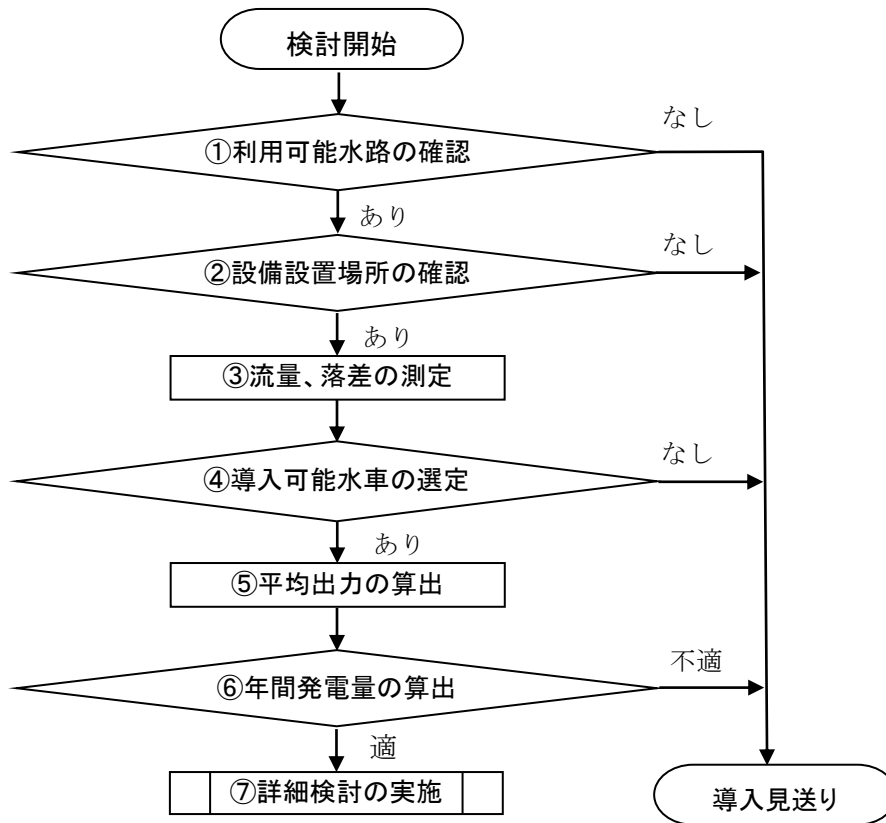 検討開始
なし
①利用可能水路の確認
あり
なし
②設備設置場所の確認
あり
③流量、落差の測定
なし
④導入可能水車の選定
あり
⑤平均出力の算出
不適
⑥年間発電量の算出
適
⑦詳細検討の実施
導入見送り